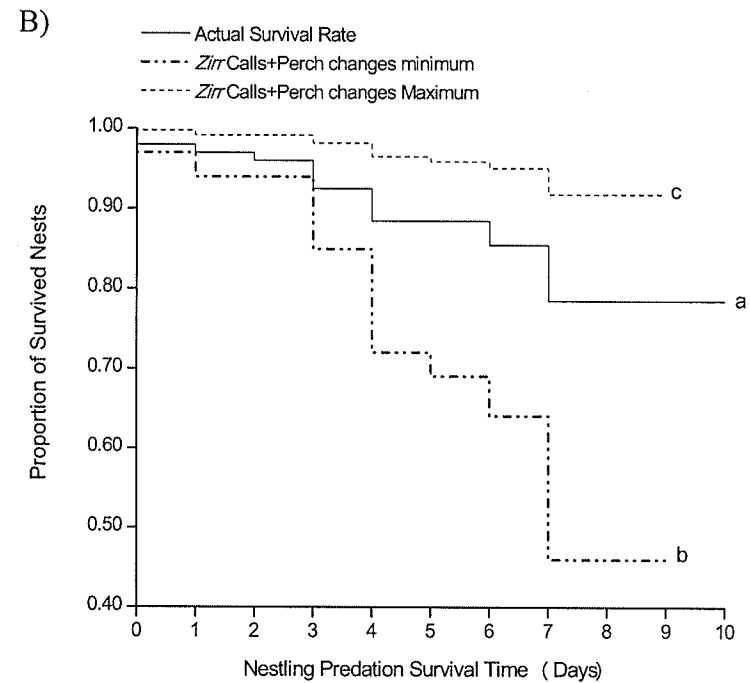 B)
Actual Survival Rate
Zirr Calls+Perch changes minimum
Zirr Calls+Perch changes Maximum
1.00
0.90
0.80
0.70
0.60
0.50
0.40
Proportion of Survived Nests
c
a
b
0 1 2 3 4 5 6 7 8 9 10
Nestling Predation Survival Time (Days)